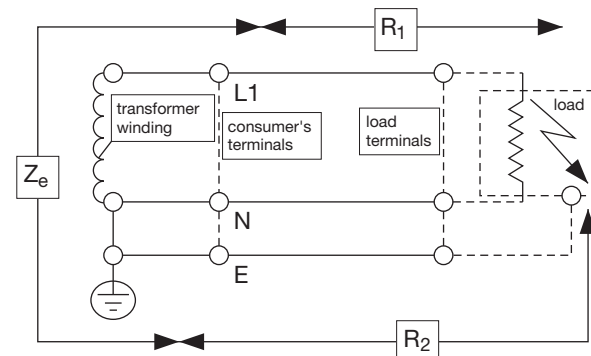 R1
L1
transformer
winding
consumer's
terminals
load
terminals
load
Ze
N
E
R2